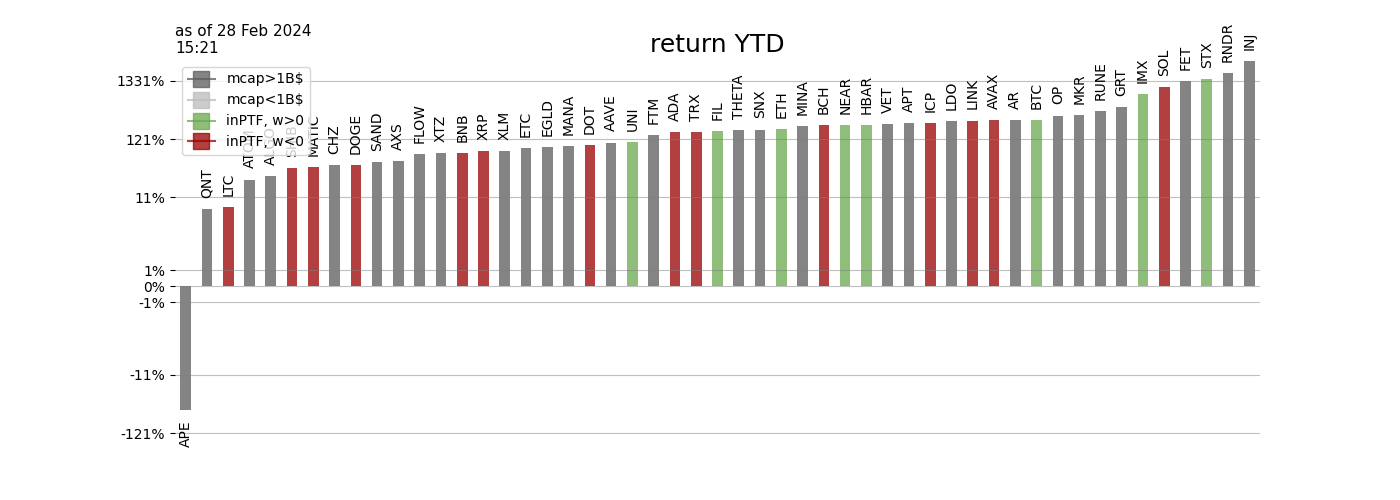 as of 28 Feb 2024
15:21
return YTD
mcap>1B$
mcap<1B$
inPTF, w>0
inPTF, w<0
1331%
121%
11%
1%
0%
-1%
-11%
-121%
APE
QNT
LTC
MATIC
CHZ
DOGE
SAND
AXS
FLOW
XTZ
BNB
XRP
XLM
ETC
EGLD
MANA
DOT
AAVE
UNI
FTM
ADA
TRX
FIL
THETA
SNX
ETH
MINA
BCH
NEAR
HBAR
VET
APT
ICP
LDO
LINK
AVAX
AR
BTC
OP
MKR
RUNE
GRT
IMX
SOL
FET
STX
RNDR
INJ